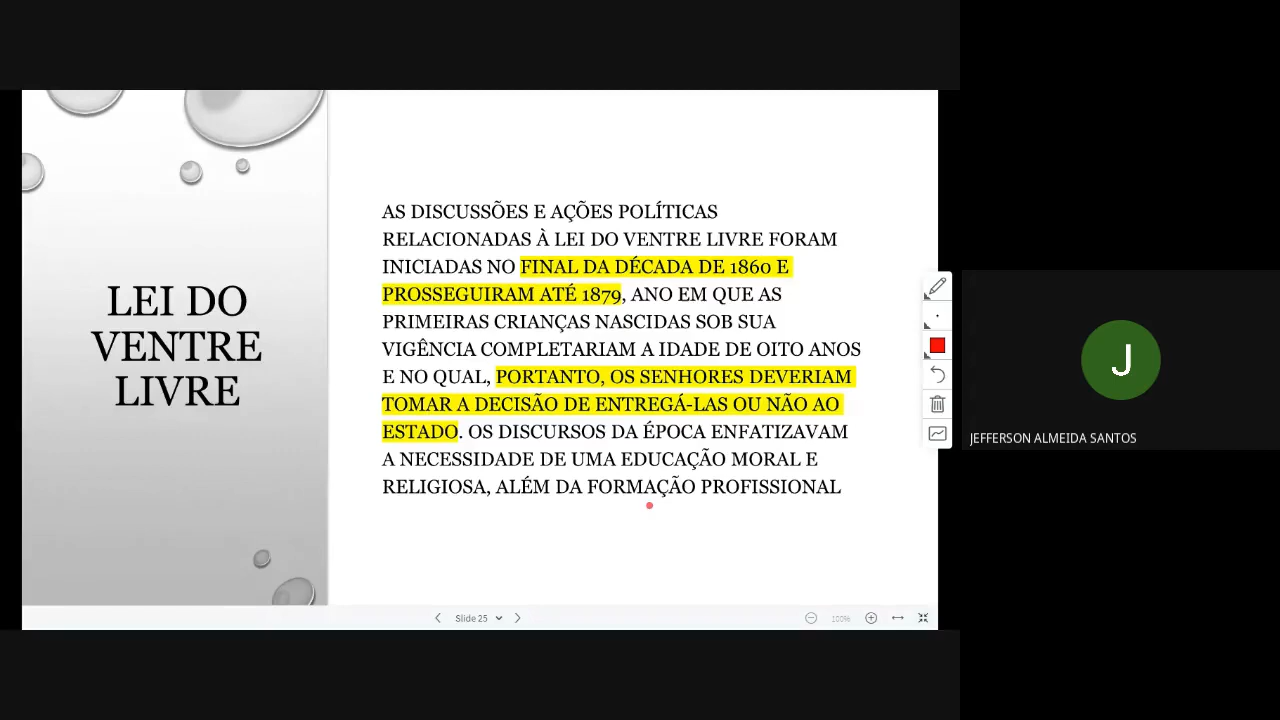 LEI DO
VENTRE
LIVRE
AS DISCUSSÕES E AÇÕES POLÍTICAS
RELACIONADAS À LEI DO VENTRE LIVRE FORAM
INICIADAS NO FINAL DA DÉCADA DE 1860 E
PROSSEGUIRAM ATÉ 1879, ANO EM QUE AS
PRIMEIRAS CRIANÇAS NASCIDAS SOB SUA
VIGÊNCIA COMPLETARIAM A IDADE DE OITO ANOS
E NO QUAL, PORTANTO, OS SENHORES DEVERIAM
TOMAR A DECISÃO DE ENTREGÁ-LAS OU NÃO AO
ESTADO. OS DISCURSOS DA ÉPOCA ENFATIZAVAM
A NECESSIDADE DE UMA EDUCAÇÃO MORAL E
RELIGIOSA, ALÉM DA FORMAÇÃO PROFISSIONAL
Slide 25
100%
J
JEFFERSON ALMEIDA SANTOS